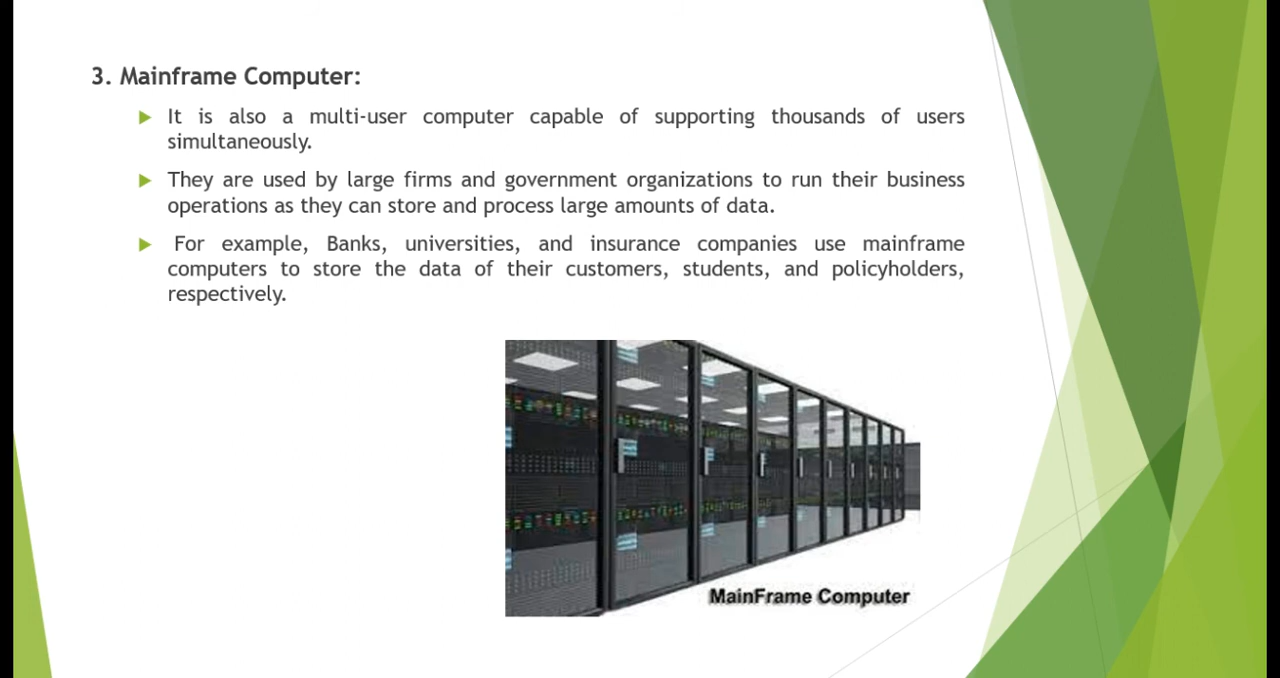 3. Mainframe Computer:
It is also a multi-user computer capable of supporting thousands of users
simultaneously.
They are used by large firms and government organizations to run their business
operations as they can store and process large amounts of data.
For example, Banks, universities, and insurance companies use mainframe
computers to store the data of their customers, students, and policyholders,
respectively.
MainFrame Computer